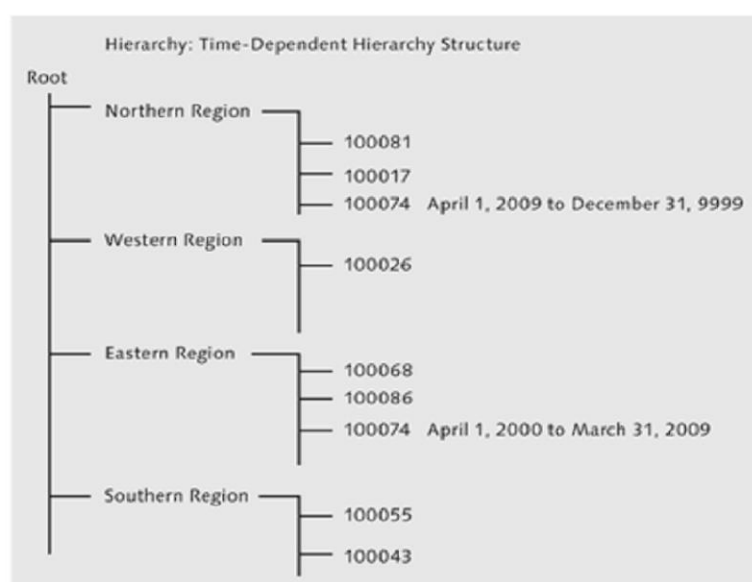 Hierarchy: Time-Dependent Hierarchy Structure
Root
Northern Region
100081
100017
100074 April 1, 2009 to December 31, 9999
Western Region
100026
Eastern Region
100068
100086
100074 April 1, 2000 to March 31, 2009
Southern Region
100055
100043